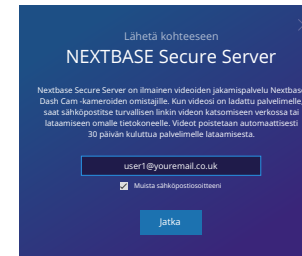 Lähetä kohteeseen
NEXTBASE Secure Server
Nextbase Secure Server on ilmainen videoiden jakamispalvelu Nextbase
Dash Cam -kameroiden omistajille. Kun videosi on ladattu palvelimelle,
saat sähköpostitse turvallisen linkin videon katsomiseen verkossa tai
lataamiseen omalle tietokoneelle. Videot poistetaan automaattisesti
30 päivän kuluttua palvelimelle lataamisesta.
user1@youremail.co.uk
Muista sähköpostiosoitteeni
Jatka